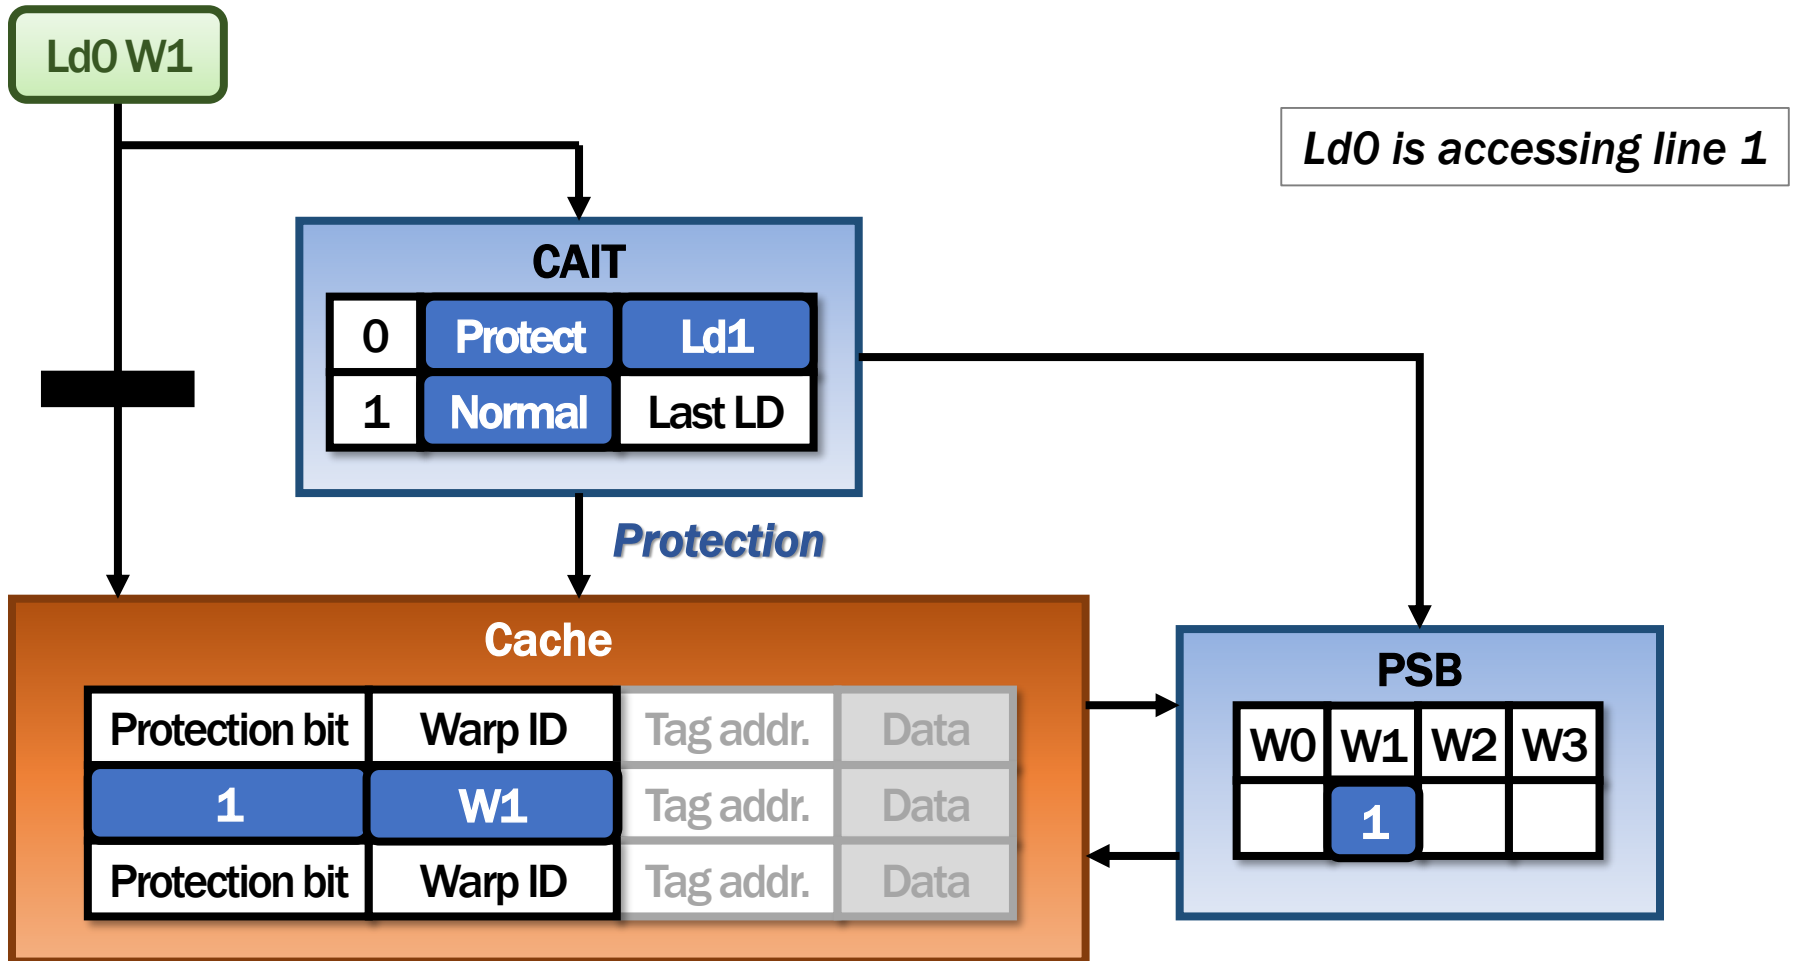 Ld0 W1
Ld0 is accessing line 1
CAIT
0 Protect Ld1
1 Normal Last LD
Protection
Cache
Protection bit Warp ID Tag addr. Data
1 W1 Tag addr. Data
Protection bit Warp ID Tag addr. Data
PSB
W0 W1 W2 W3
1